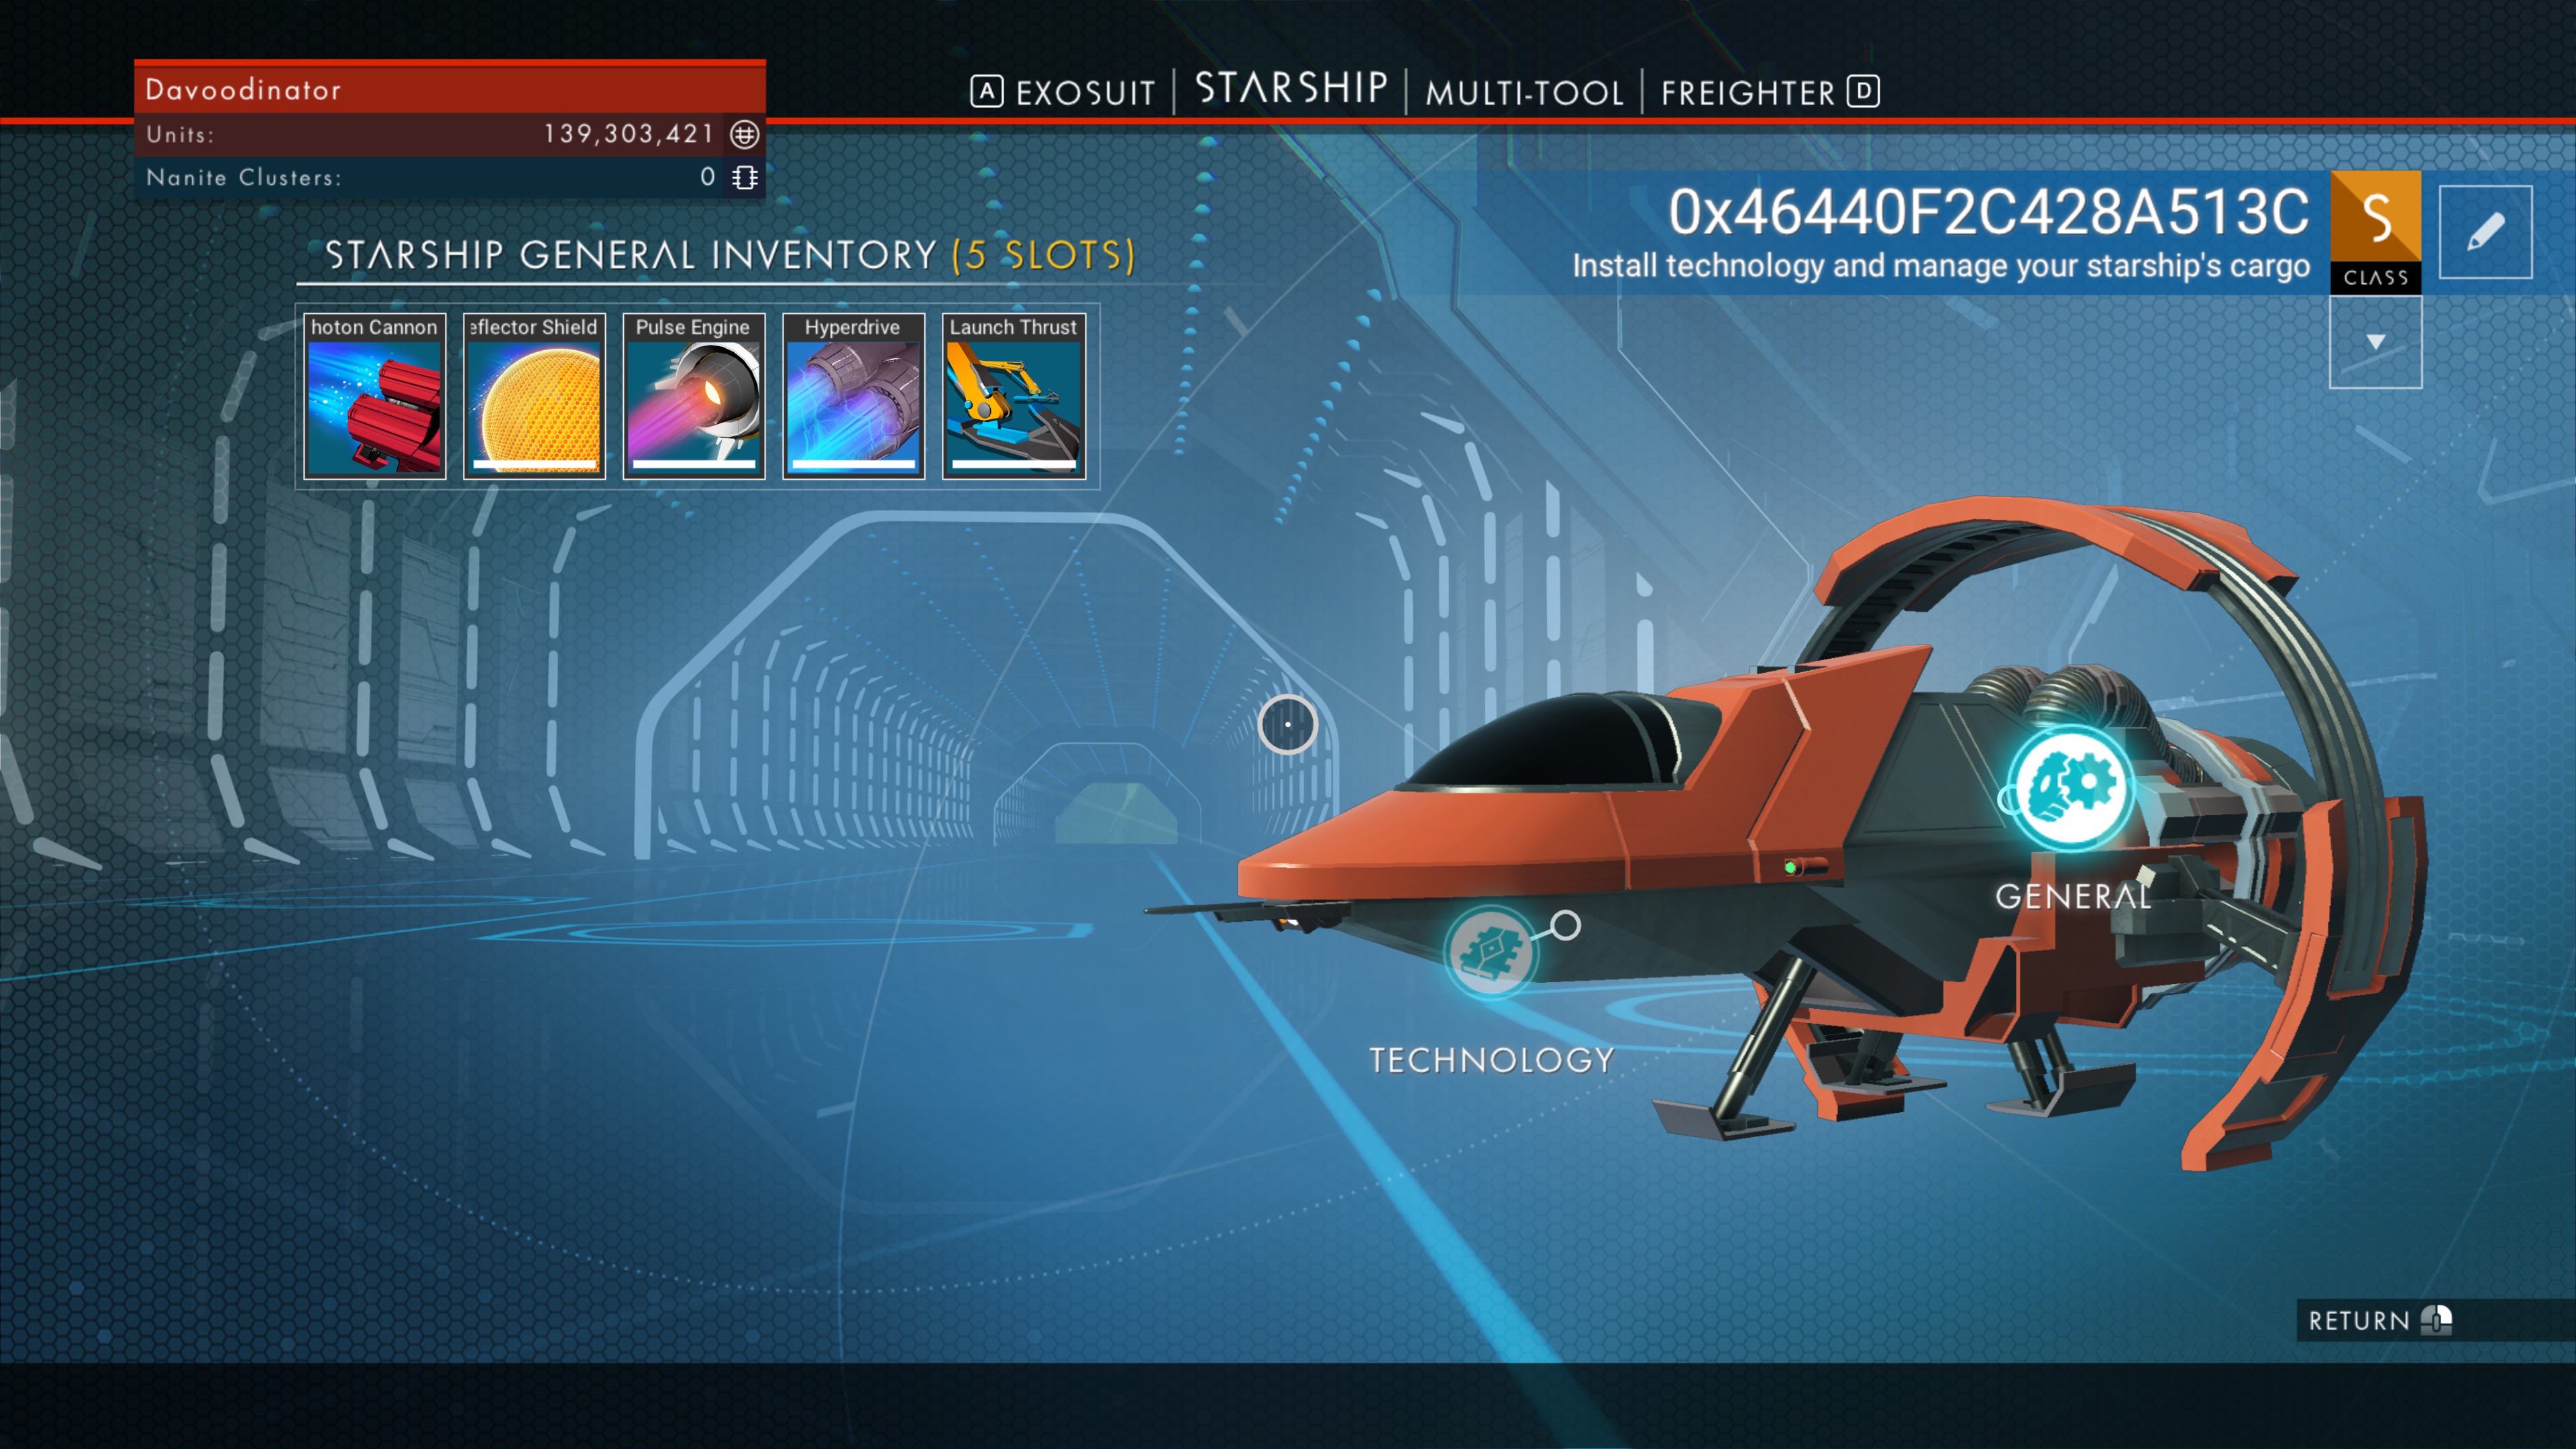 Davoodinator
Units: 139,303,421
Nanite Clusters: 0
A EXOSUIT STARSHIP MULTI-TOOL FREIGHTER D
0x46440F2C428A513C
Install technology and manage your starship's cargo
S
CLASS
STARSHIP GENERAL INVENTORY (5 SLOTS)
hoton Cannon eflector Shield Pulse Engine Hyperdrive Launch Thrust
GENERAL
TECHNOLOGY
RETURN